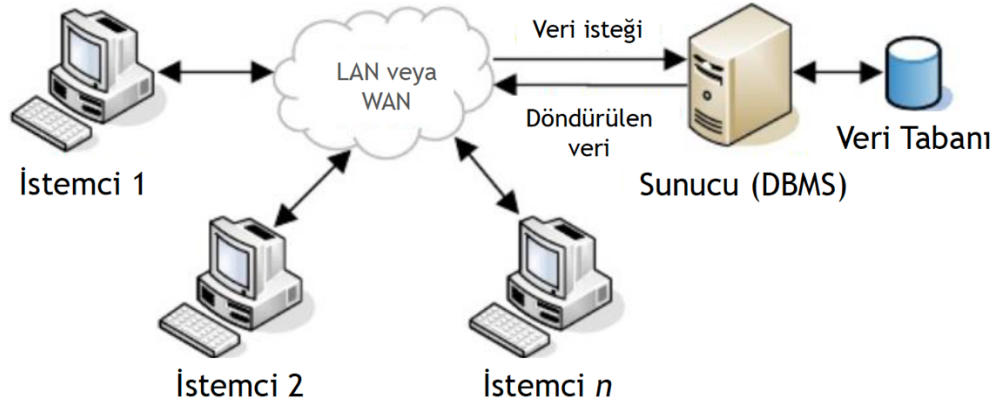 Veri isteği
LAN veya
WAN
Döndürülen
veri
Veri Tabanı
İstemci 1
Sunucu (DBMS)
İstemci 2
İstemci n